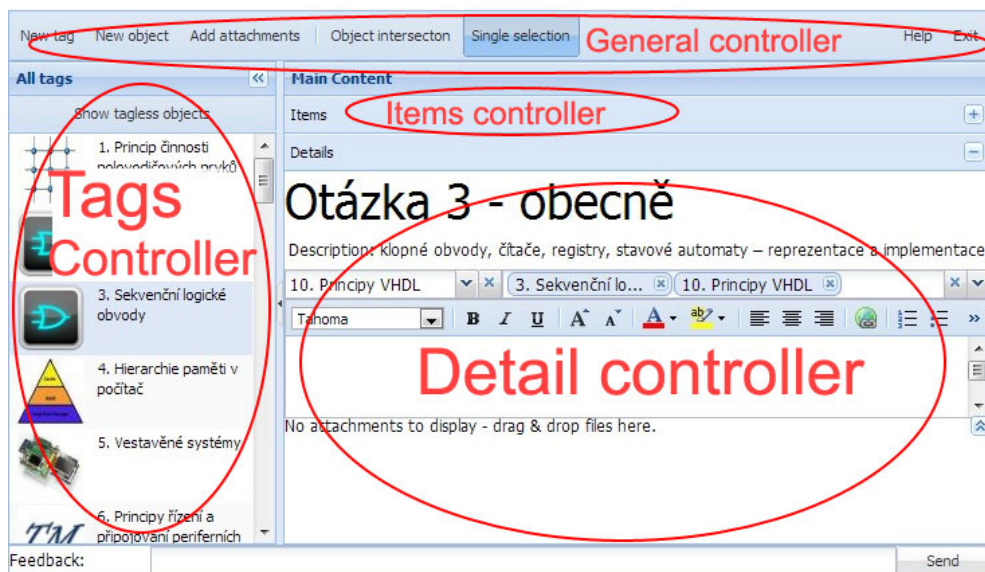 New tag New object Add attachments Object intersecton Single selection General controller Help Exit
All tags
Main Content
Show tagless objects
Items Items controller
Details
1. Princip činnosti
polovodičových prvků
Tags
Controller
3. Sekvenční logické
obvody
4. Hierarchie paměti v
počítač
5. Vestavěné systémy
6. Principy řízení a
připojování periferních
Otázka 3 - obecně
Description: klopné obvody, čítače, registry, stavové automaty – reprezentace a implementace
10. Principy VHDL 3. Sekvenční lo... 10. Principy VHDL
Tahoma B I U A A A ab
Detail controller
No attachments to display - drag & drop files here.
Feedback: Send